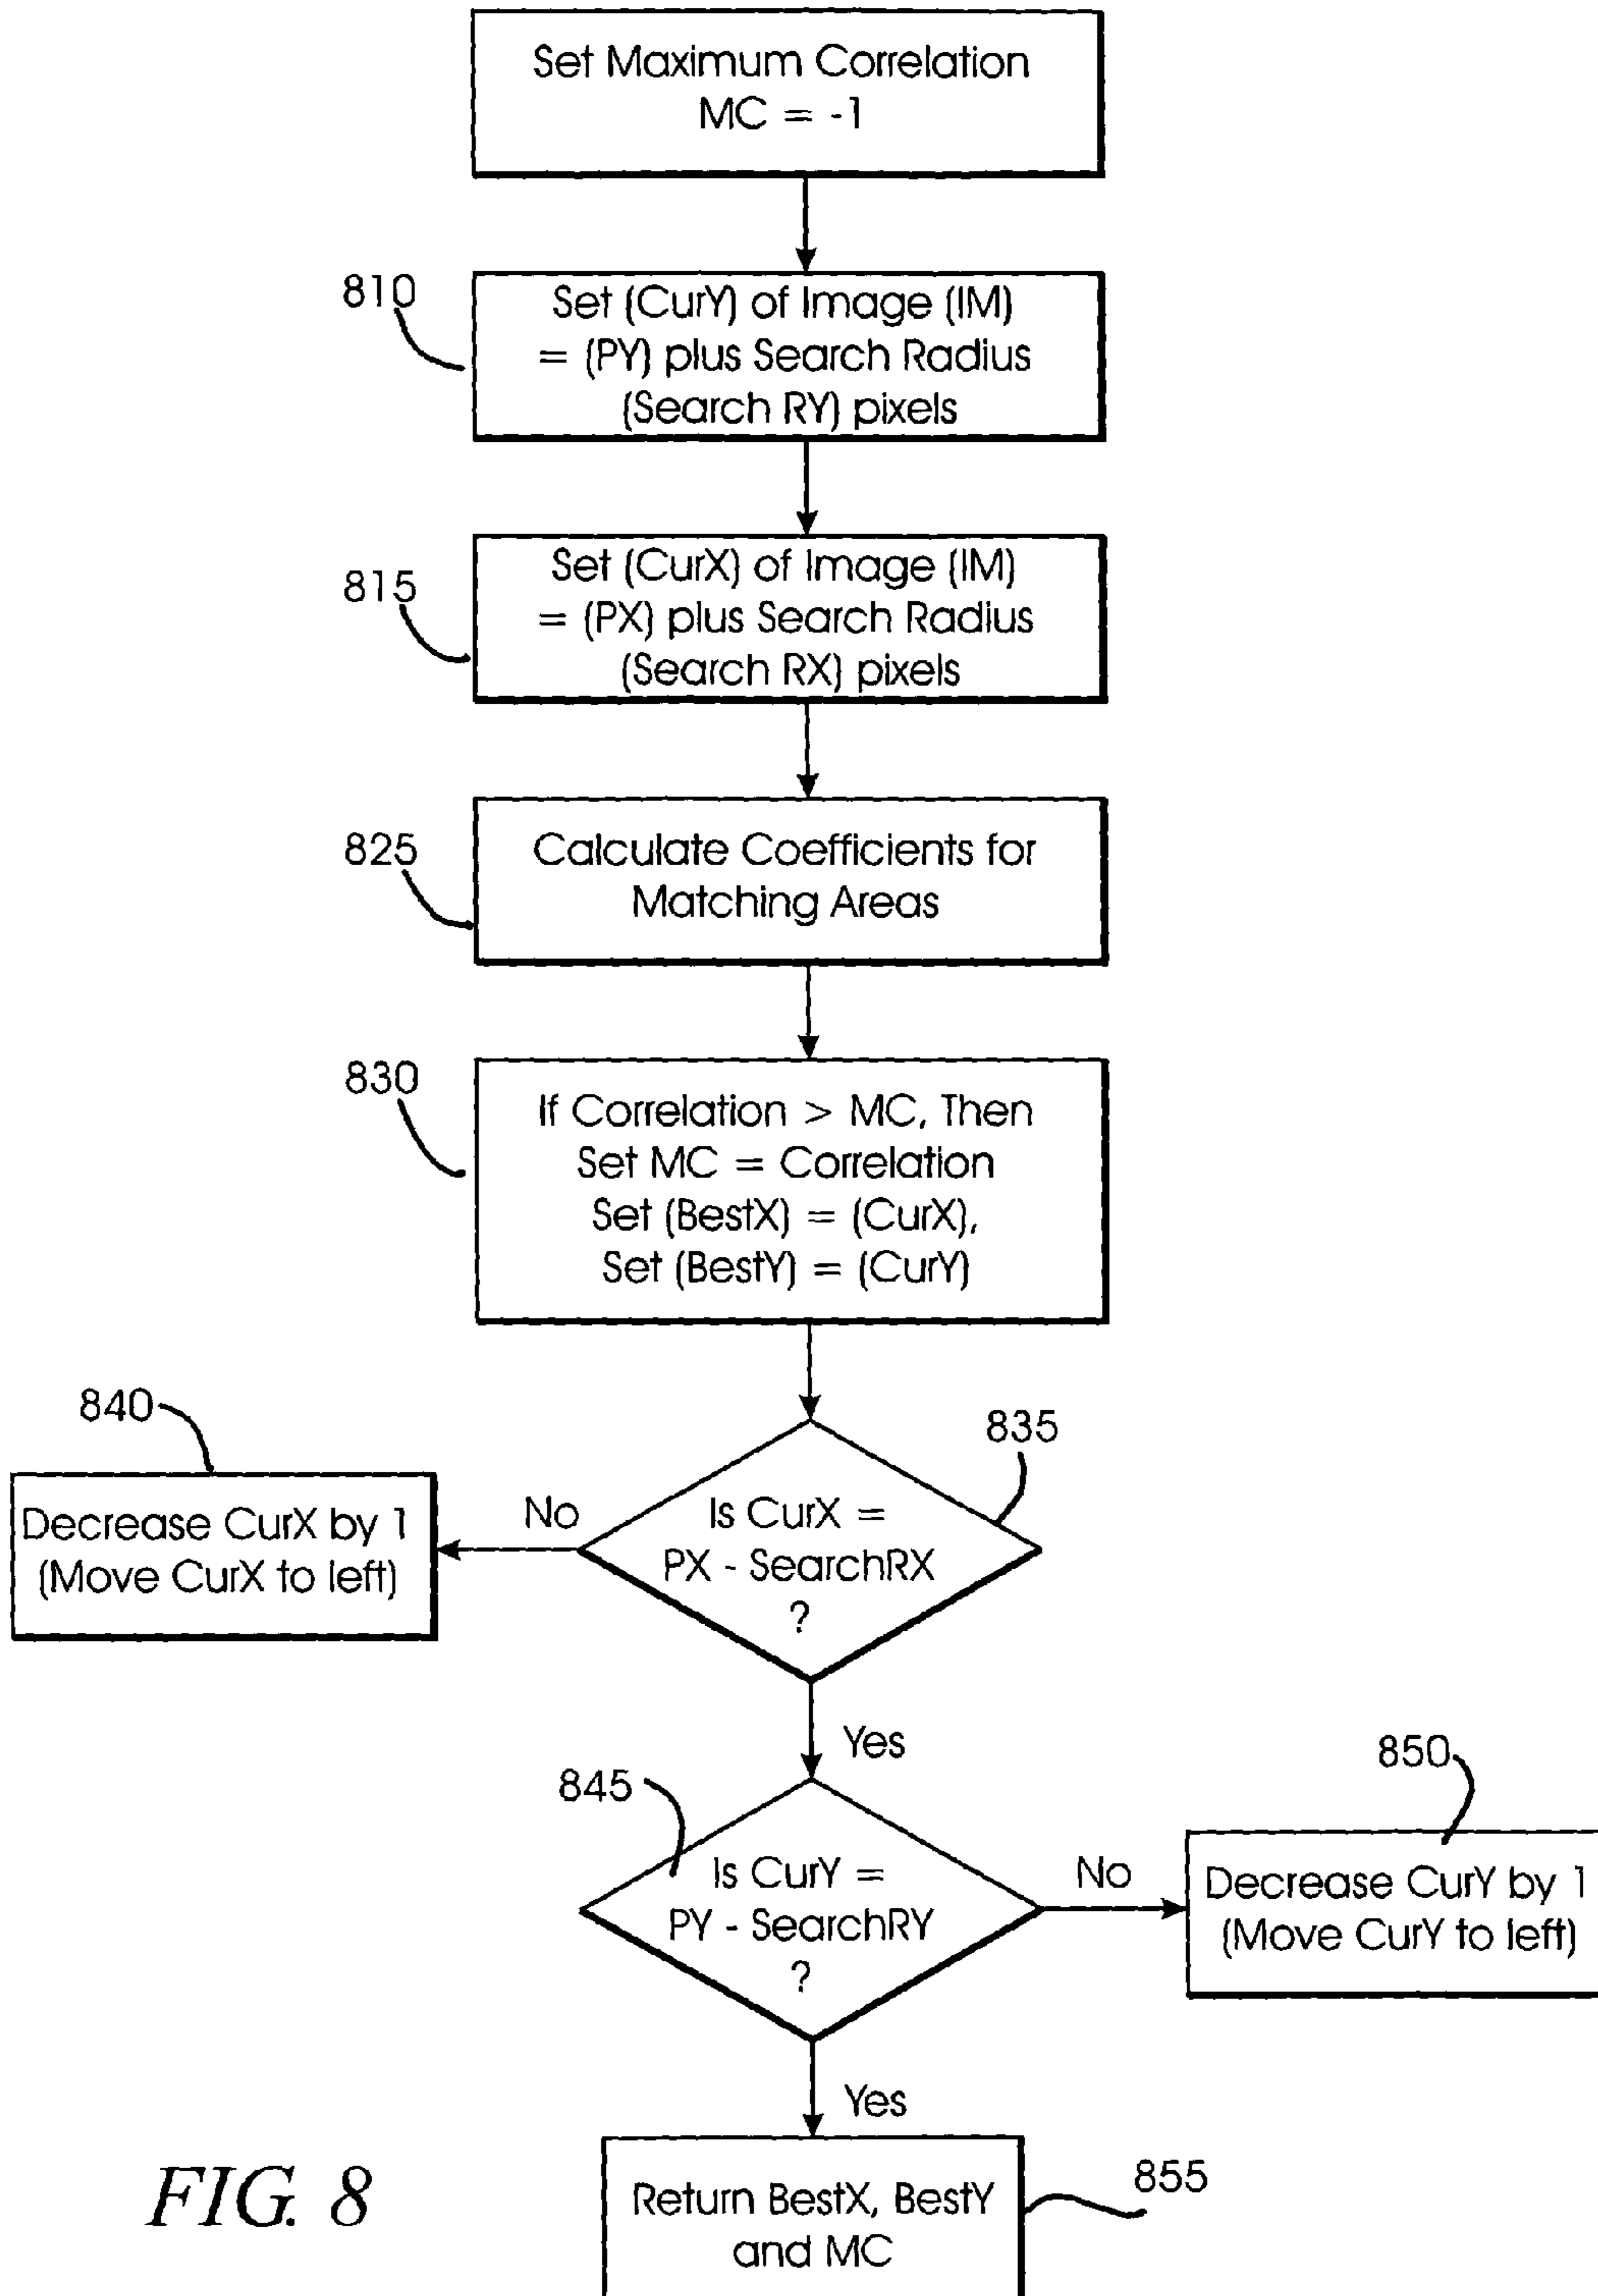 Set Maximum Correlation
MC = -1
810
Set (CurY) of Image (IM)
= (PY) plus Search Radius
(Search RY) pixels
815
Set (CurX) of Image (IM)
= (PX) plus Search Radius
(Search RX) pixels
825
Calculate Coefficients for
Matching Areas
830
If Correlation > MC, Then
Set MC = Correlation
Set (BestX) = (CurX),
Set (BestY) = (CurY)
840
Decrease CurX by 1
(Move CurX to left)
No
835
Is CurX =
PX - SearchRX
?
Yes
845
Is CurY =
PY - SearchRY
?
No
850
Decrease CurY by 1
(Move CurY to left)
Yes
855
Return BestX, BestY
and MC
FIG. 8